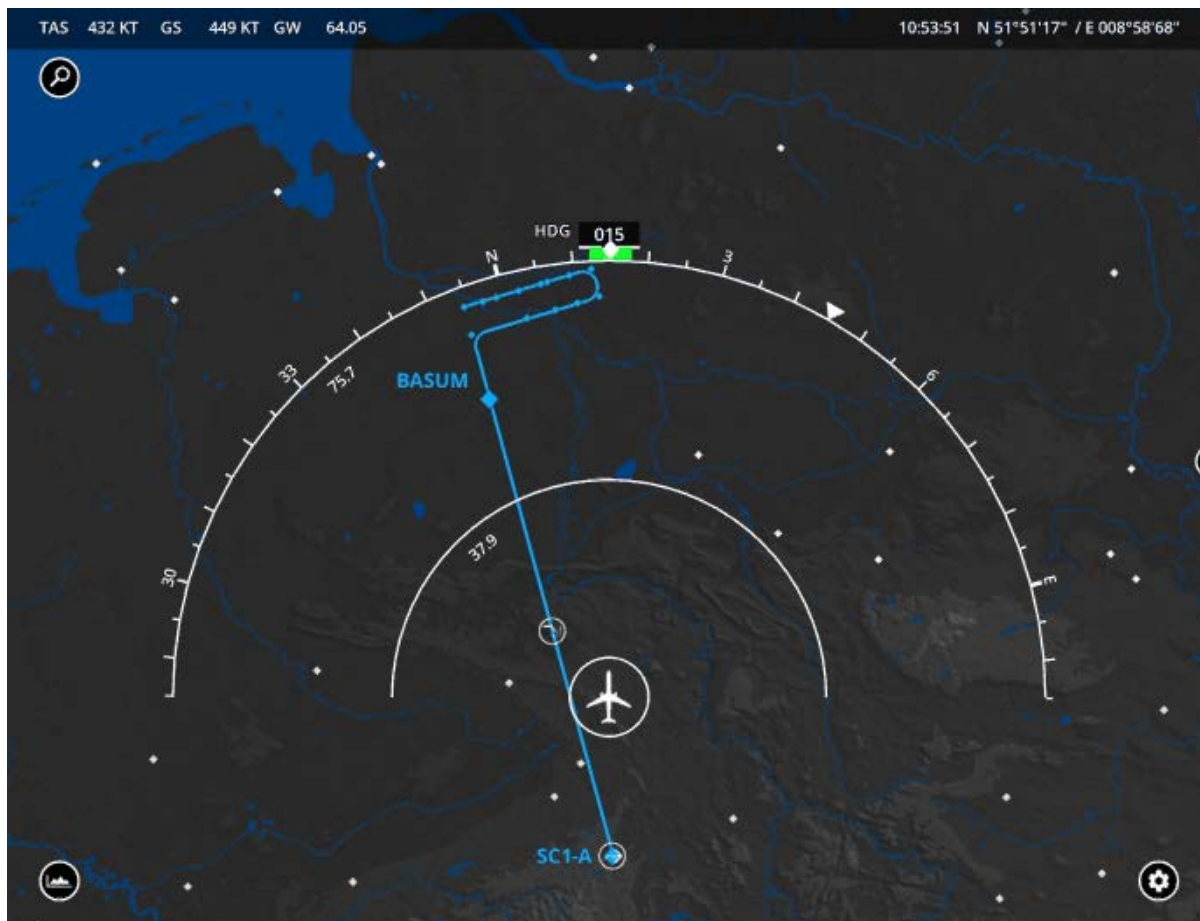 TAS 432 KT GS 449 KT GW 64.05
10:53:51 N 51°51'17" / E 008°58'68"
HDG 015
N
3
33
75.7
6
BASUM
37.9
30
E
SC1-A